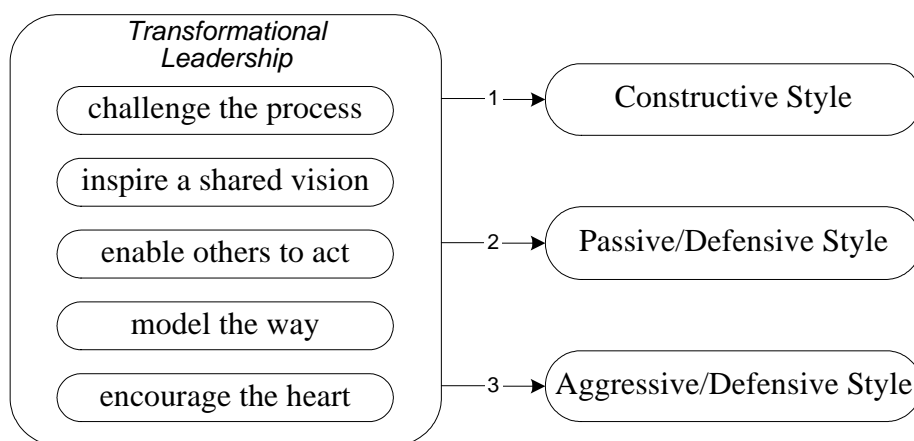 Transformational
Leadership
challenge the process
inspire a shared vision
enable others to act
model the way
encourage the heart
1
Constructive Style
2
Passive/Defensive Style
3
Aggressive/Defensive Style